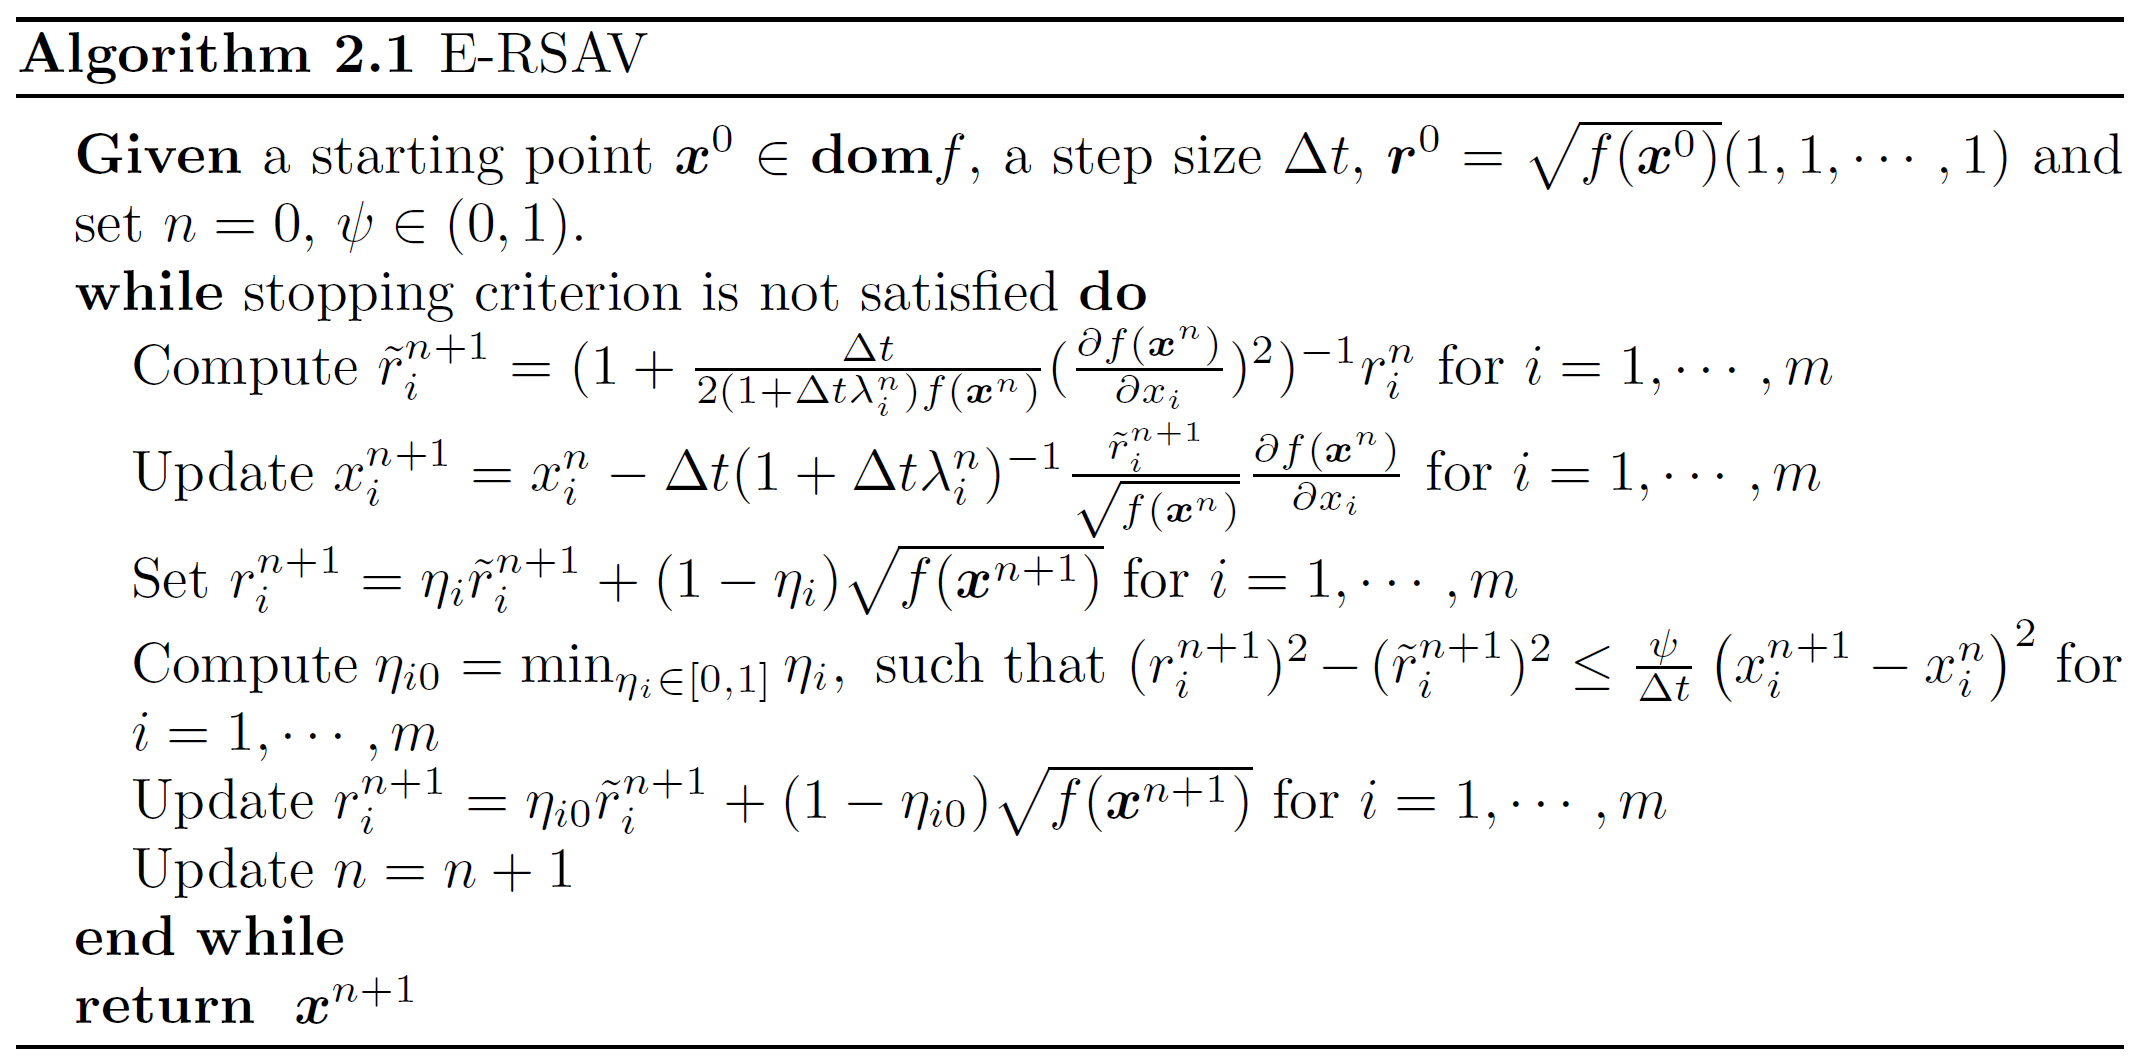 Algorithm 2.1 E-RSAV
Given a starting point $\boldsymbol{x}^0 \in \mathbf{dom} f$, a step size $\Delta t$, $\boldsymbol{r}^0 = \sqrt{f(\boldsymbol{x}^0)}(1, 1, \cdots, 1)$ and
set $n = 0$, $\psi \in (0, 1)$.
while stopping criterion is not satisfied do
Compute $\tilde{r}_i^{n+1} = (1 + \frac{\Delta t}{2(1+\Delta t \lambda_i^n) f(\boldsymbol{x}^n)} (\frac{\partial f(\boldsymbol{x}^n)}{\partial x_i})^2)^{-1} r_i^n$ for $i = 1, \cdots, m$
Update $x_i^{n+1} = x_i^n - \Delta t (1 + \Delta t \lambda_i^n)^{-1} \frac{\tilde{r}_i^{n+1}}{\sqrt{f(\boldsymbol{x}^n)}} \frac{\partial f(\boldsymbol{x}^n)}{\partial x_i}$ for $i = 1, \cdots, m$
Set $r_i^{n+1} = \eta_i \tilde{r}_i^{n+1} + (1 - \eta_i) \sqrt{f(\boldsymbol{x}^{n+1})}$ for $i = 1, \cdots, m$
Compute $\eta_{i0} = \min_{\eta_i \in [0,1]} \eta_i$, such that $(r_i^{n+1})^2 - (\tilde{r}_i^{n+1})^2 \leq \frac{\psi}{\Delta t} \left( x_i^{n+1} - x_i^n \right)^2$ for
$i = 1, \cdots, m$
Update $r_i^{n+1} = \eta_{i0} \tilde{r}_i^{n+1} + (1 - \eta_{i0}) \sqrt{f(\boldsymbol{x}^{n+1})}$ for $i = 1, \cdots, m$
Update $n = n + 1$
end while
return $\boldsymbol{x}^{n+1}$